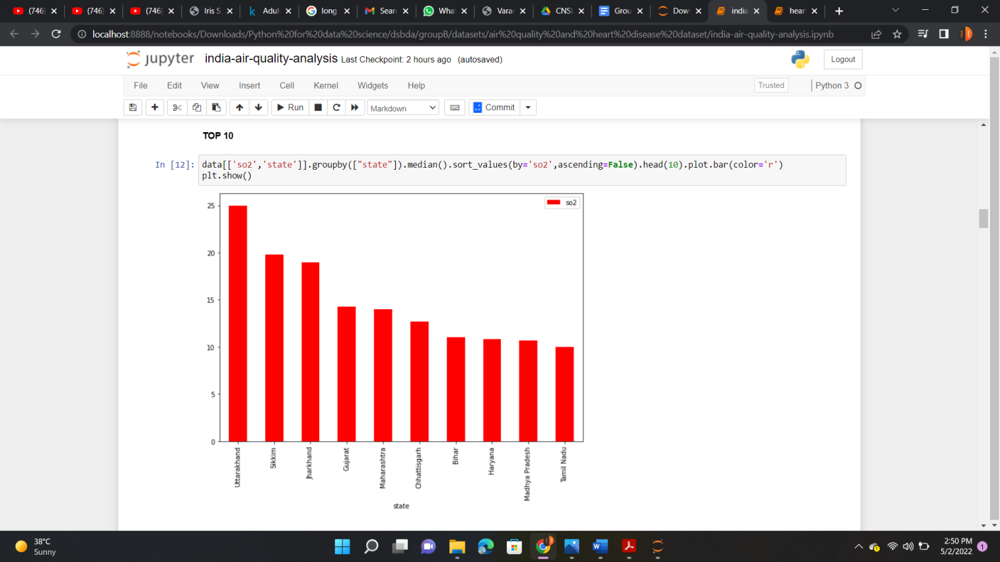 (746)
(746)
(746)
Iris S
Adul
long
Sear
What
Varad
CNSL
Grou
Dow
india
hear
localhost:8888/notebooks/Downloads/Python%20for%20data%20science/dsbda/groupB/datasets/air%20quality%20and%20heart%20disease%20dataset/india-air-quality-analysis.ipynb
jupyter india-air-quality-analysis Last Checkpoint: 2 hours ago (autosaved)
Logout
File Edit View Insert Cell Kernel Widgets Help
Trusted
Python 3
Run
Markdown
Commit
TOP 10
In [12]: data[['so2','state']].groupby(["state"]).median().sort_values(by='so2',ascending=False).head(10).plot.bar(color='r')
plt.show()
so2
25
20
15
10
5
0
Uttarakhand
Sikkim
Jharkhand
Gujarat
Maharashtra
Chhattisgarh
Bihar
Haryana
Madhya Pradesh
Tamil Nadu
state
38°C
Sunny
2:50 PM
5/2/2022
1